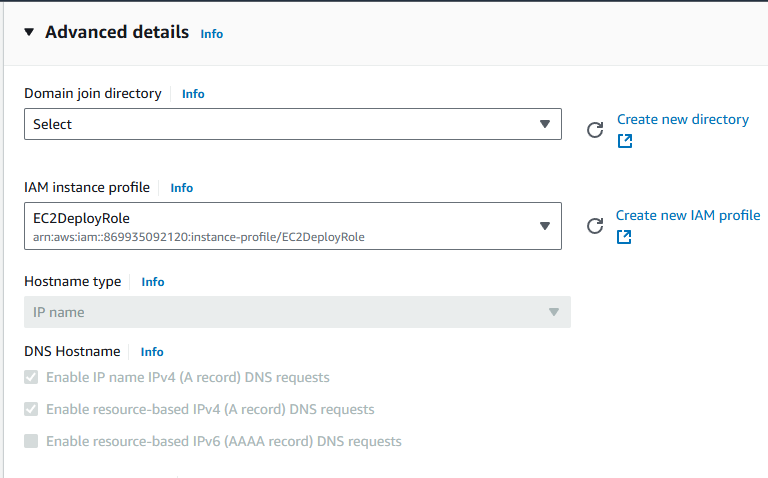 Advanced details Info
Domain join directory Info
Select
Create new directory
IAM instance profile Info
EC2DeployRole
arn:aws:iam::869935092120:instance-profile/EC2DeployRole
Create new IAM profile
Hostname type Info
IP name
DNS Hostname Info
Enable IP name IPv4 (A record) DNS requests
Enable resource-based IPv4 (A record) DNS requests
Enable resource-based IPv6 (AAAA record) DNS requests